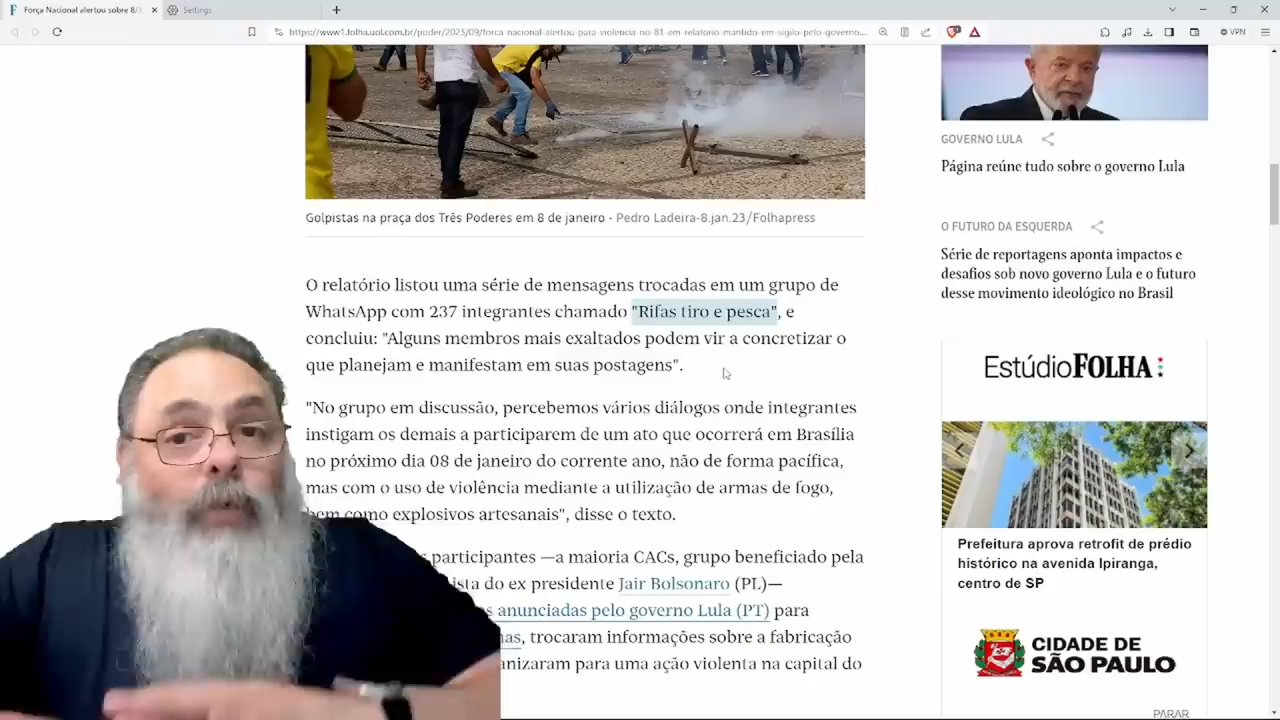 Força Nacional alertou sobre 8/1
Settings
https://www1.folha.uol.com.br/poder/2023/09/forca-nacional-alertou-para-violencia-no-81-em-relatorio-mantido-em-sigilo-pelo-governo...
VPN
Golpistas na praça dos Três Poderes em 8 de janeiro - Pedro Ladeira-8.jan.23/Folhapress
O relatório listou uma série de mensagens trocadas em um grupo de
WhatsApp com 237 integrantes chamado "Rifas tiro e pesca", e
concluiu: "Alguns membros mais exaltados podem vir a concretizar o
que planejam e manifestam em suas postagens".
"No grupo em discussão, percebemos vários diálogos onde integrantes
instigam os demais a participarem de um ato que ocorrerá em Brasília
no próximo dia 08 de janeiro do corrente ano, não de forma pacífica,
mas com o uso de violência mediante a utilização de armas de fogo,
bem como explosivos artesanais", disse o texto.
participantes —a maioria CACs, grupo beneficiado pela
ista do ex presidente Jair Bolsonaro (PL)—
s anunciadas pelo governo Lula (PT) para
as, trocaram informações sobre a fabricação
anizaram para uma ação violenta na capital do
GOVERNO LULA
Página reúne tudo sobre o governo Lula
O FUTURO DA ESQUERDA
Série de reportagens aponta impactos e
desafios sob novo governo Lula e o futuro
desse movimento ideológico no Brasil
EstúdioFOLHA
Prefeitura aprova retrofit de prédio
histórico na avenida Ipiranga,
centro de SP
CIDADE DE
SÃO PAULO
PARAR